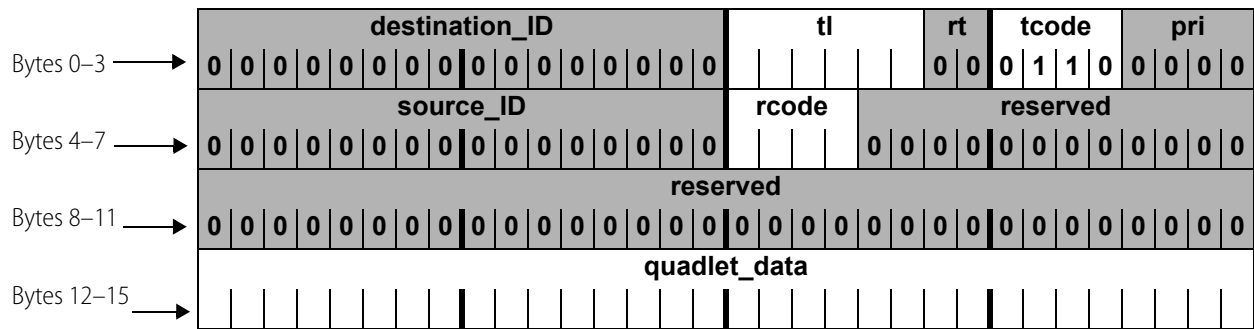 destination_ID tl rt tcode pri
Bytes 0–3 0 0 0 0 0 0 0 0 0 0 0 0 0 0 0 0 0 0 0 1 1 0 0 0 0 0
source_ID rcode reserved
Bytes 4–7 0 0 0 0 0 0 0 0 0 0 0 0 0 0 0 0 0 0 0 0 0 0 0 0 0 0 0 0
reserved
Bytes 8–11 0 0 0 0 0 0 0 0 0 0 0 0 0 0 0 0 0 0 0 0 0 0 0 0 0 0 0 0 0 0 0 0
quadlet_data
Bytes 12–15